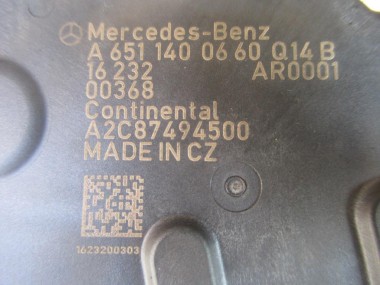 Mercedes-Benz
A 651 140 06 60 Q14 B
16 232 AR0001
00368
Continental
A2C87494500
MADE IN CZ
1623200303